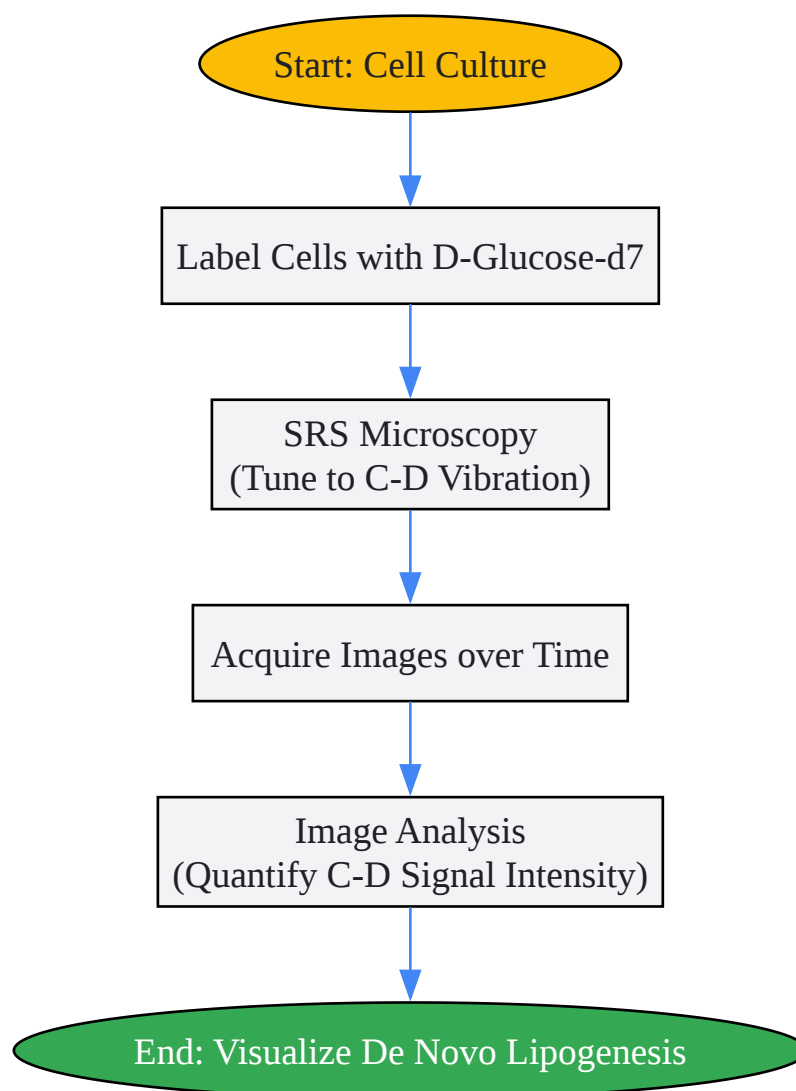 Start: Cell Culture
Label Cells with D-Glucose-d7
SRS Microscopy
(Tune to C-D Vibration)
Acquire Images over Time
Image Analysis
(Quantify C-D Signal Intensity)
End: Visualize De Novo Lipogenesis